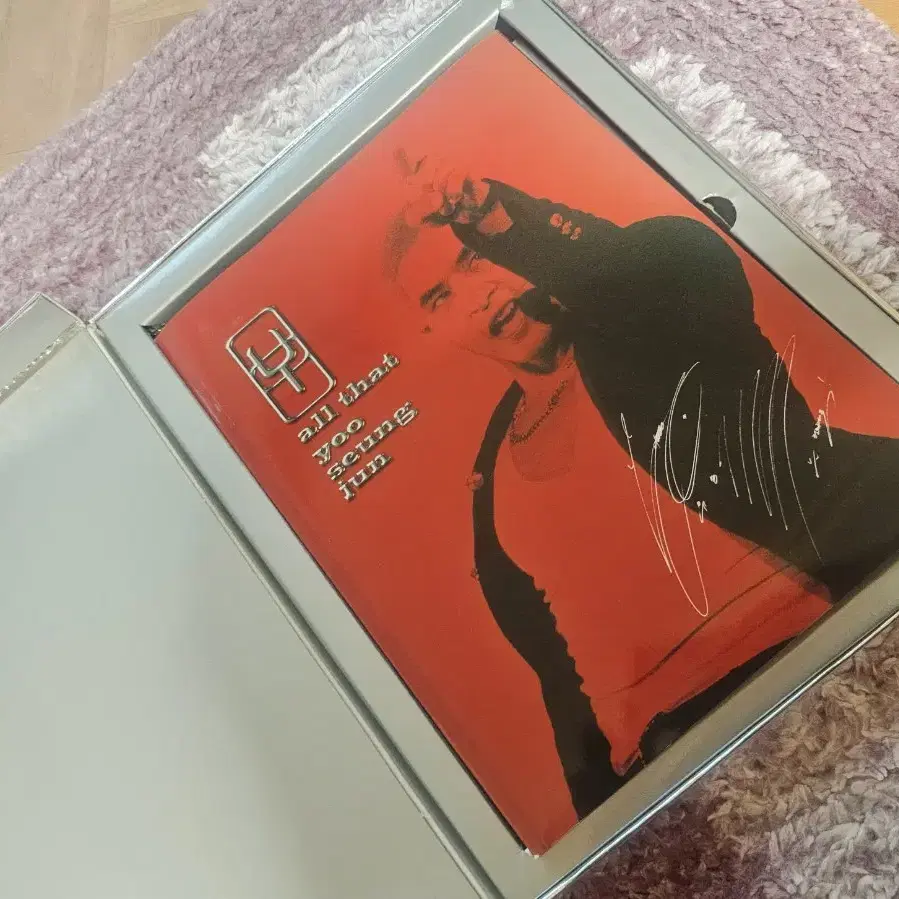 all that
yoo
seung
jun